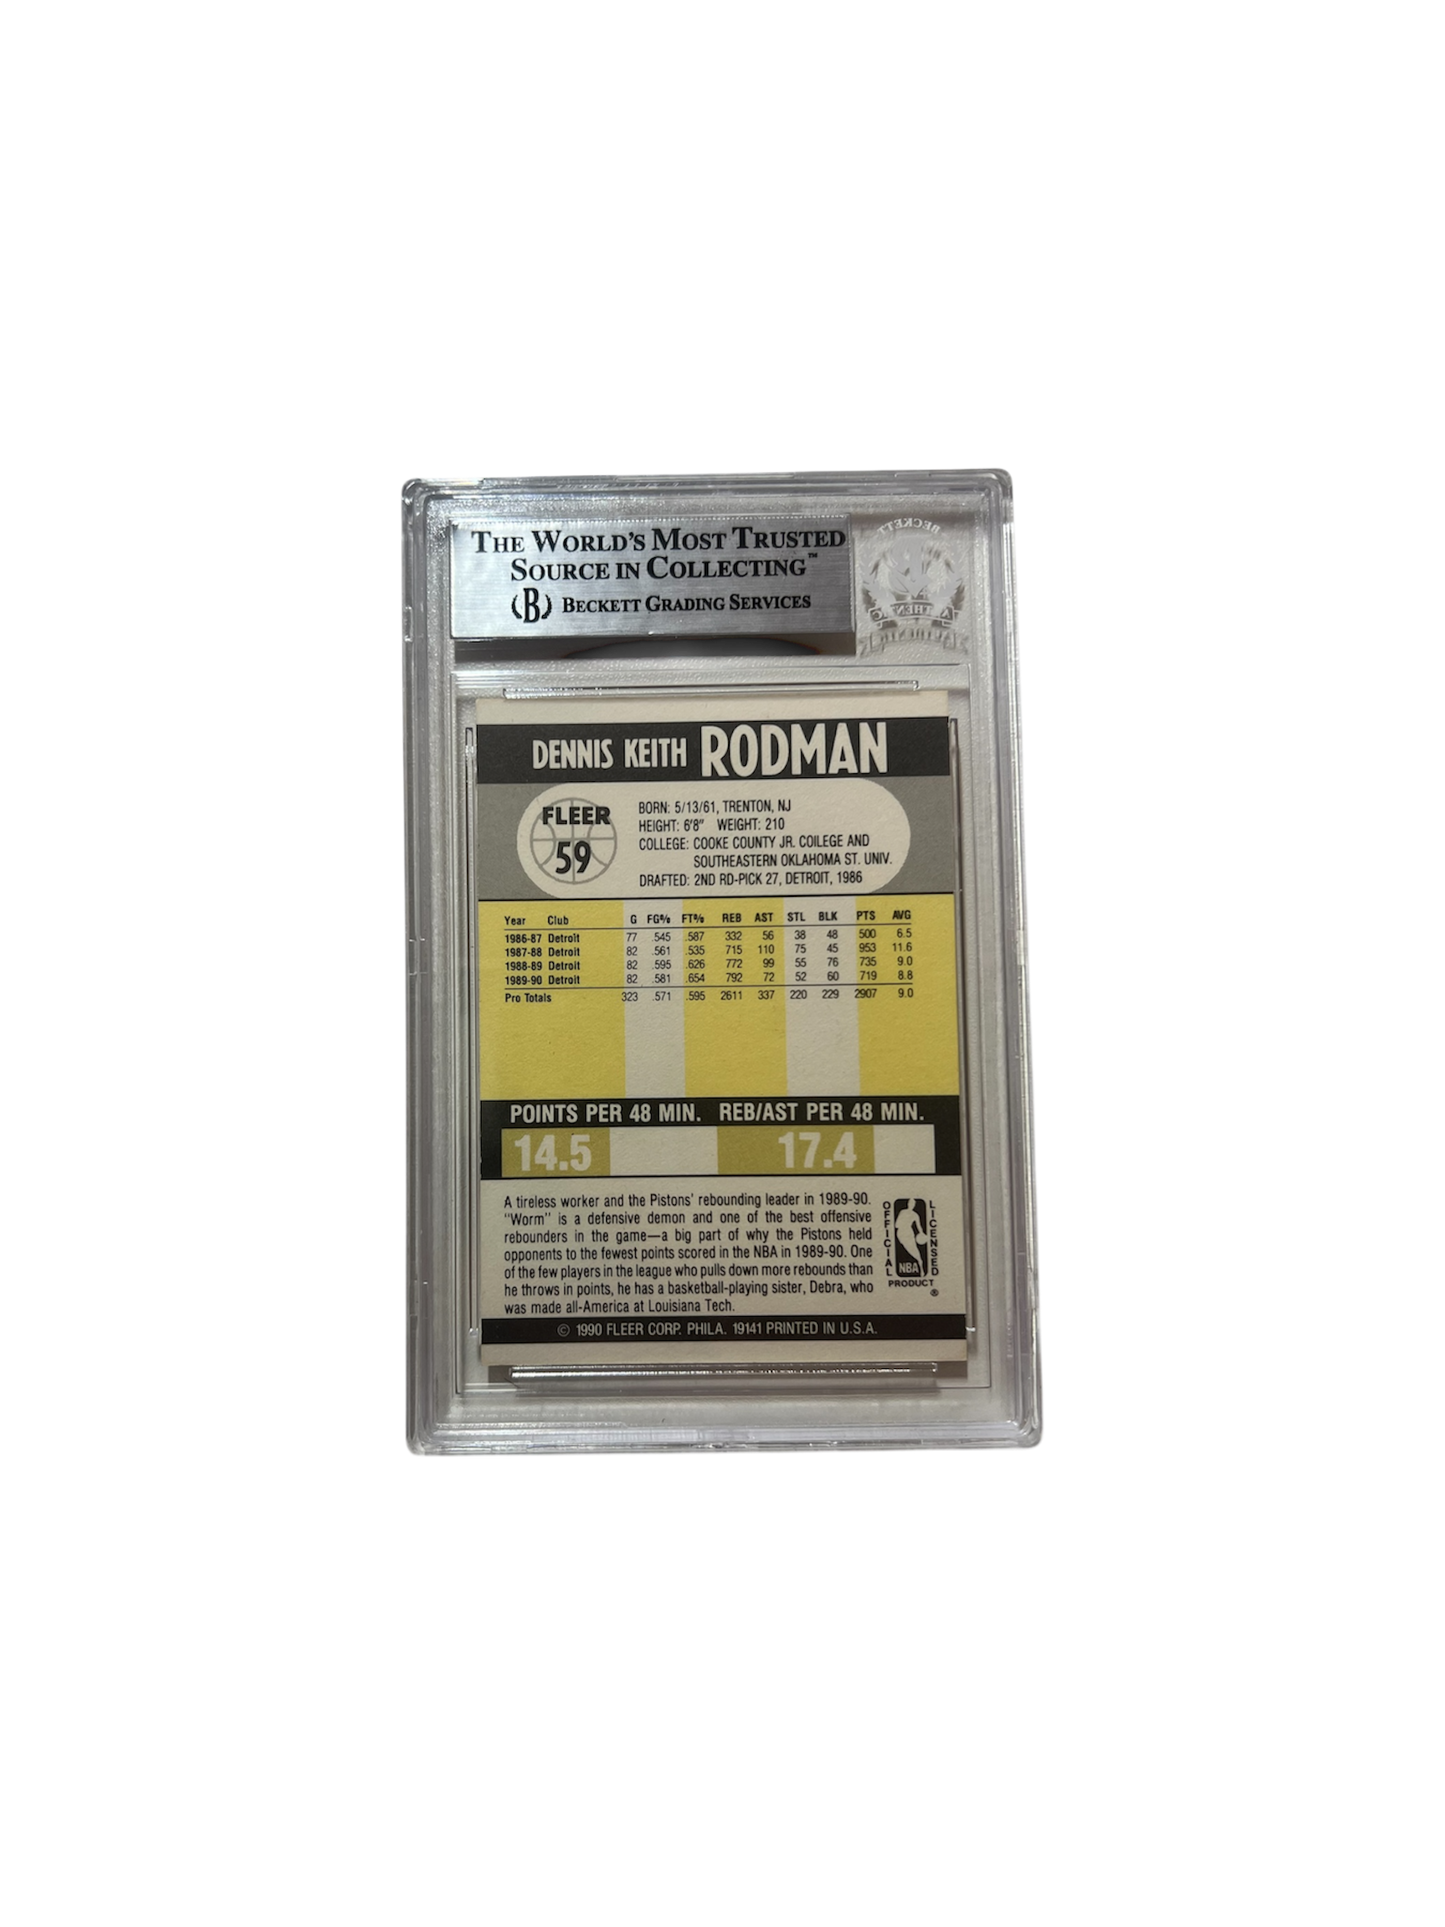 THE WORLD'S MOST TRUSTED
SOURCE IN COLLECTING™
(B) BECKETT GRADING SERVICES
BECKETT
AUTHENTIC
DENNIS KEITH RODMAN
FLEER
59
BORN: 5/13/61, TRENTON, NJ
HEIGHT: 6'8" WEIGHT: 210
COLLEGE: COOKE COUNTY JR. COLLEGE AND
SOUTHEASTERN OKLAHOMA ST. UNIV.
DRAFTED: 2ND RD-PICK 27, DETROIT, 1986
Year Club G FG% FT% REB AST STL BLK PTS AVG
1986-87 Detroit 77 .545 .587 332 56 38 48 500 6.5
1987-88 Detroit 82 .561 .535 715 110 75 45 953 11.6
1988-89 Detroit 82 .595 .626 772 99 55 76 735 9.0
1989-90 Detroit 82 .581 .654 792 72 52 60 719 8.8
Pro Totals 323 .571 .595 2611 337 220 229 2907 9.0
POINTS PER 48 MIN. REB/AST PER 48 MIN.
14.5 17.4
A tireless worker and the Pistons' rebounding leader in 1989-90.
"Worm" is a defensive demon and one of the best offensive
rebounders in the game—a big part of why the Pistons held
opponents to the fewest points scored in the NBA in 1989-90. One
of the few players in the league who pulls down more rebounds than
he throws in points, he has a basketball-playing sister, Debra, who
was made all-America at Louisiana Tech.
OFFICIAL
LICENSED
NBA
PRODUCT
®
© 1990 FLEER CORP. PHILA. 19141 PRINTED IN U.S.A.